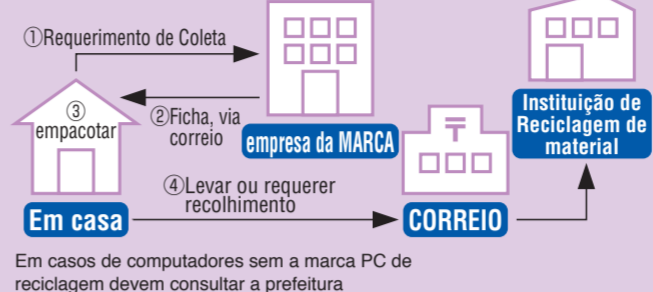 ①Requerimento de Coleta
③
empacotar
②Ficha, via
correio
empresa da MARCA
〒
Instituição de
Reciclagem de
material
④Levar ou requerer
recolhimento
Em casa
CORREIO
Em casos de computadores sem a marca PC de
reciclagem devem consultar a prefeitura